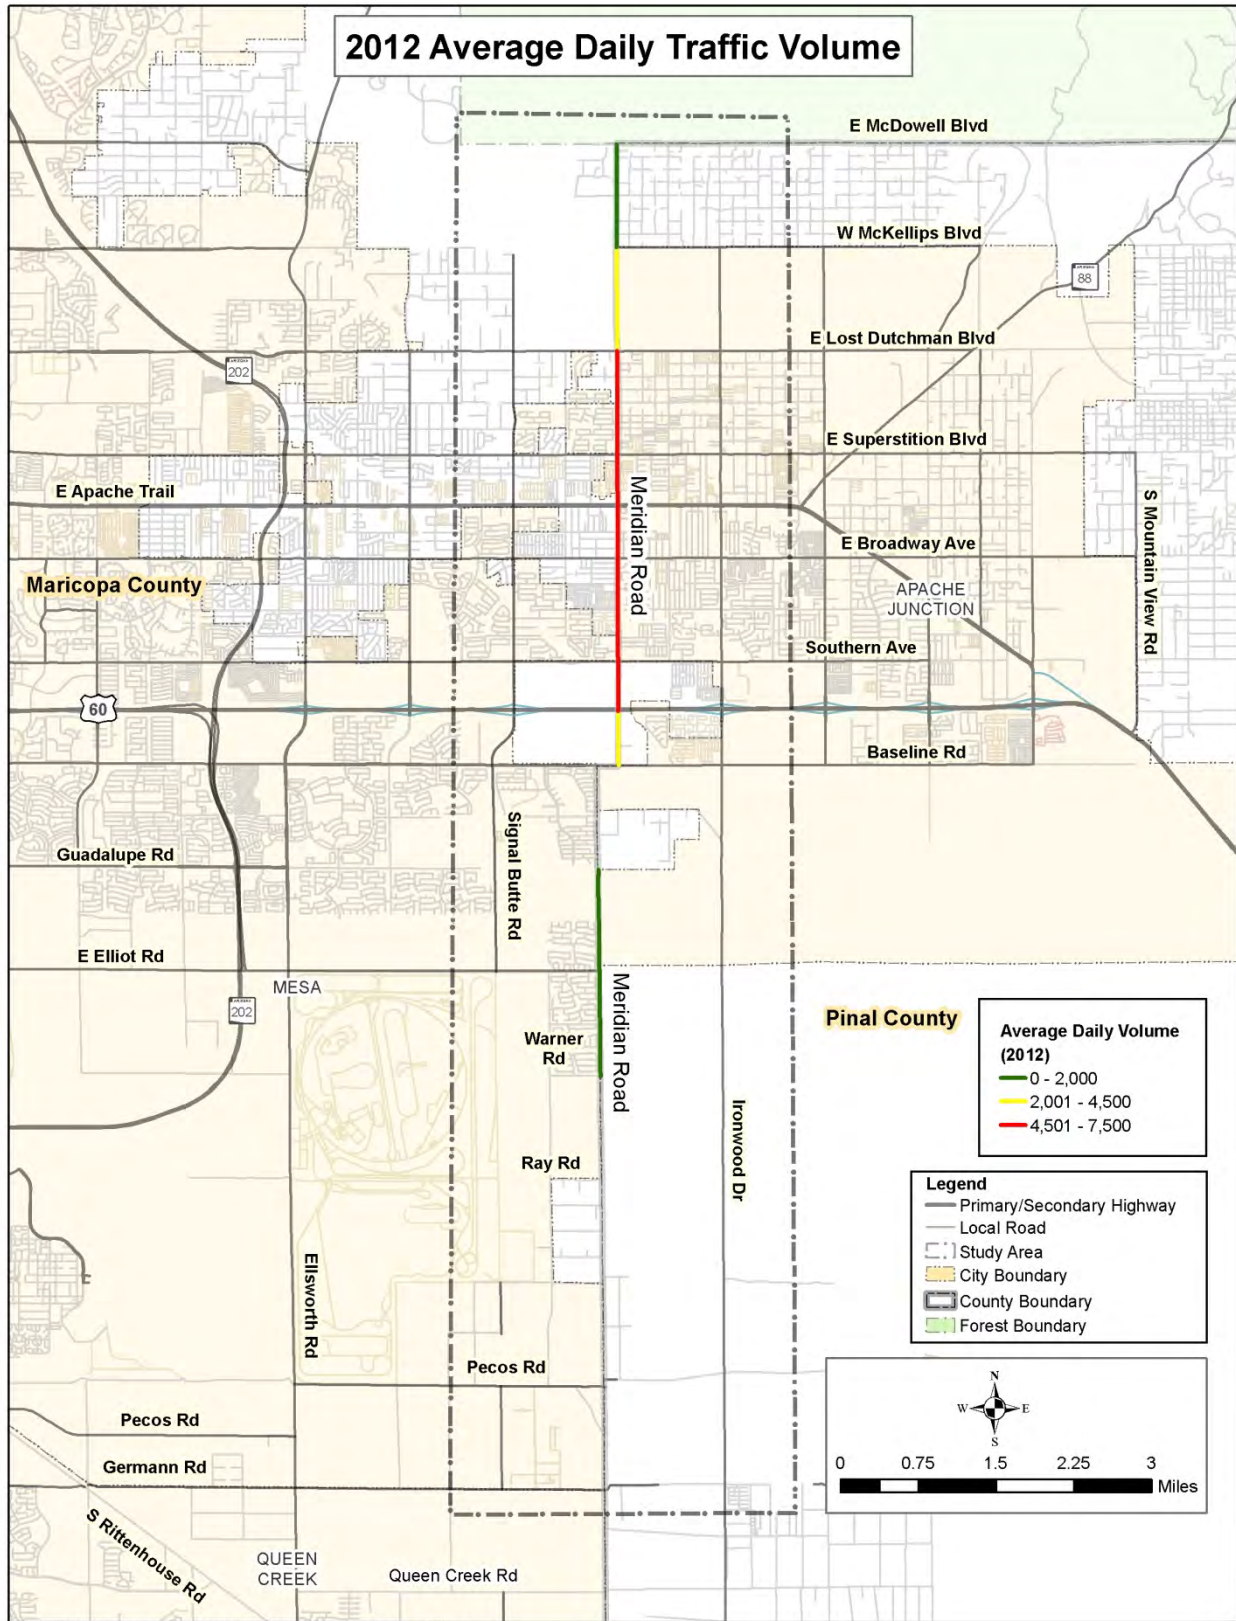 2012 Average Daily Traffic Volume
E McDowell Blvd
W McKellips Blvd
88
E Lost Dutchman Blvd
202
E Superstition Blvd
E Apache Trail
Meridian Road
S Mountain View Rd
E Broadway Ave
Maricopa County
APACHE
JUNCTION
Southern Ave
60
Baseline Rd
Signal Butte Rd
Guadalupe Rd
E Elliot Rd
MESA
202
Meridian Road
Pinal County
Warner
Rd
Ironwood Dr
Ray Rd
Ellsworth Rd
Pecos Rd
Pecos Rd
Germann Rd
S Rittenhouse Rd
QUEEN
CREEK
Queen Creek Rd
Average Daily Volume
(2012)
0 - 2,000
2,001 - 4,500
4,501 - 7,500
Legend
Primary/Secondary Highway
Local Road
Study Area
City Boundary
County Boundary
Forest Boundary
N
W E
S
0 0.75 1.5 2.25 3
Miles